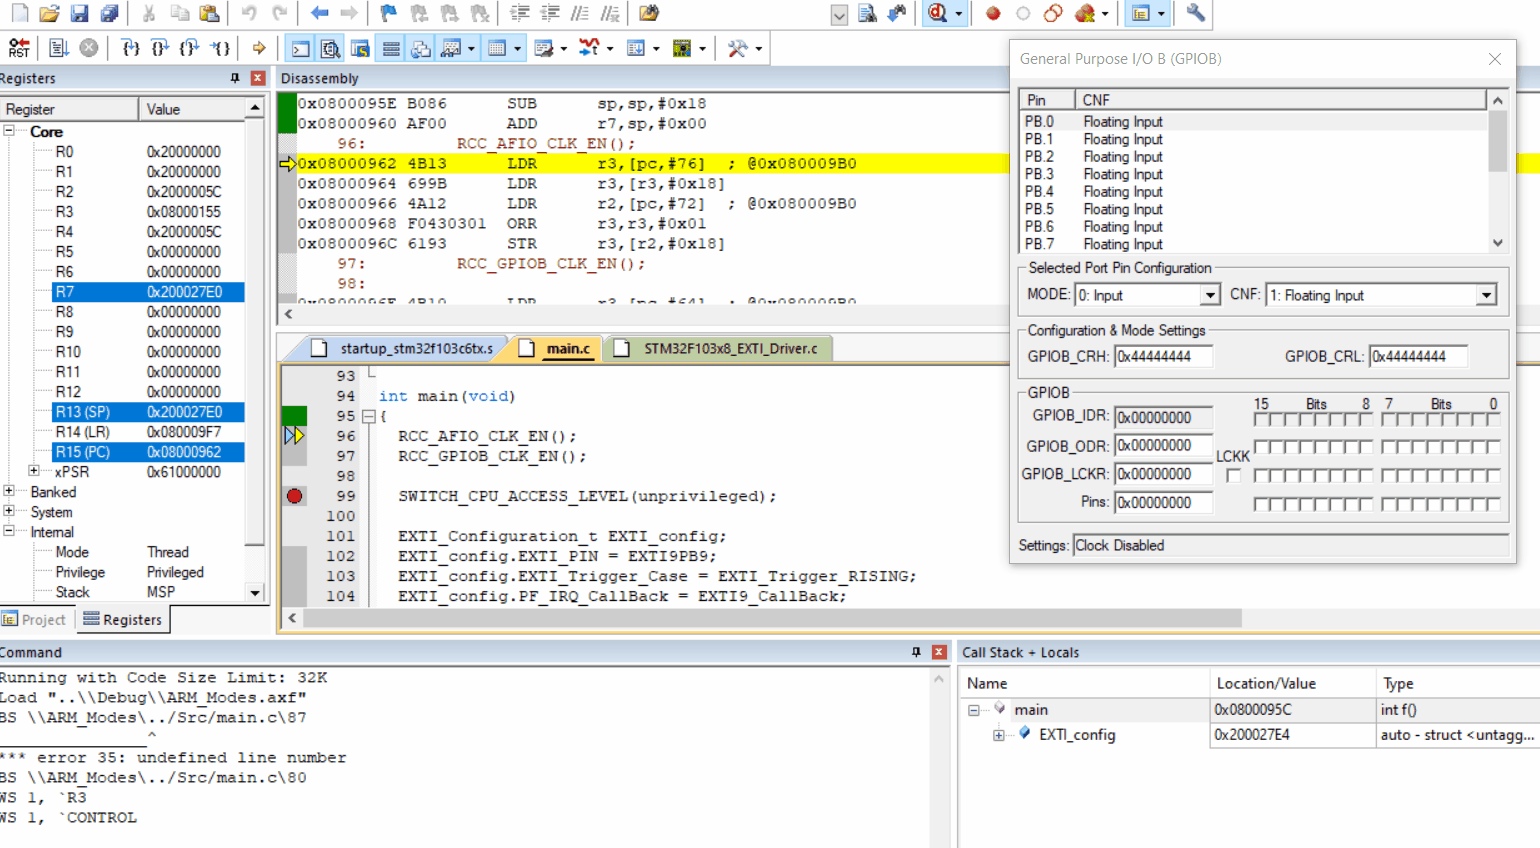 RST
Registers
Register Value
Core
R0 0x20000000
R1 0x20000000
R2 0x2000005C
R3 0x08000155
R4 0x2000005C
R5 0x00000000
R6 0x00000000
R7 0x200027E0
R8 0x00000000
R9 0x00000000
R10 0x00000000
R11 0x00000000
R12 0x00000000
R13 (SP) 0x200027E0
R14 (LR) 0x080009F7
R15 (PC) 0x08000962
xPSR 0x61000000
Banked
System
Internal
Mode Thread
Privilege Privileged
Stack MSP
Project Registers
Disassembly
0x0800095E B086 SUB sp,sp,#0x18
0x08000960 AF00 ADD r7,sp,#0x00
96: RCC_AFIO_CLK_EN();
0x08000962 4B13 LDR r3,[pc,#76] ; @0x080009B0
0x08000964 699B LDR r3,[r3,#0x18]
0x08000966 4A12 LDR r2,[pc,#72] ; @0x080009B0
0x08000968 F0430301 ORR r3,r3,#0x01
0x0800096C 6193 STR r3,[r2,#0x18]
97: RCC_GPIOB_CLK_EN();
98:
0x0800096E 4B10 LDR r3,[pc,#64] ; @0x080009B0
startup_stm32f103c6tx.s main.c STM32F103x8_EXTI_Driver.c
93
94 int main(void)
95 {
96 RCC_AFIO_CLK_EN();
97 RCC_GPIOB_CLK_EN();
98
99 SWITCH_CPU_ACCESS_LEVEL(unprivileged);
100
101 EXTI_Configuration_t EXTI_config;
102 EXTI_config.EXTI_PIN = EXTI9PB9;
103 EXTI_config.EXTI_Trigger_Case = EXTI_Trigger_RISING;
104 EXTI_config.PF_IRQ_CallBack = EXTI9_CallBack;
General Purpose I/O B (GPIOB)
Pin CNF
PB.0 Floating Input
PB.1 Floating Input
PB.2 Floating Input
PB.3 Floating Input
PB.4 Floating Input
PB.5 Floating Input
PB.6 Floating Input
PB.7 Floating Input
Selected Port Pin Configuration
MODE: 0: Input CNF: 1: Floating Input
Configuration & Mode Settings
GPIOB_CRH: 0x44444444 GPIOB_CRL: 0x44444444
GPIOB
15 Bits 8 7 Bits 0
GPIOB_IDR: 0x00000000
GPIOB_ODR: 0x00000000
LCKK
GPIOB_LCKR: 0x00000000
Pins: 0x00000000
Settings: Clock Disabled
Command
Running with Code Size Limit: 32K
Load "..\\Debug\\ARM_Modes.axf"
BS \\ARM_Modes\../Src/main.c\87
_______________^
*** error 35: undefined line number
BS \\ARM_Modes\../Src/main.c\80
WS 1, `R3
WS 1, `CONTROL
Call Stack + Locals
Name Location/Value Type
main 0x0800095C int f()
EXTI_config 0x200027E4 auto - struct <untagg...